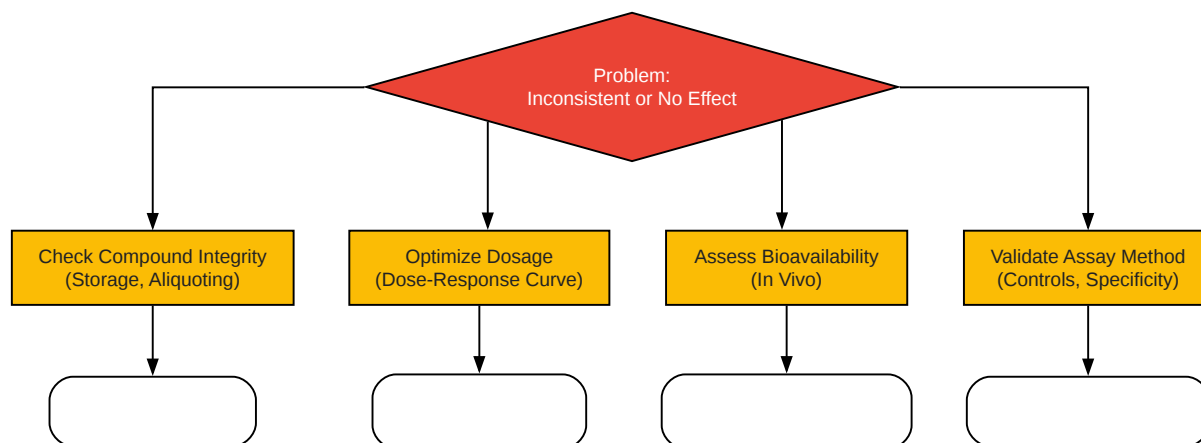 Problem:
Inconsistent or No Effect
Check Compound Integrity
(Storage, Aliquoting)
Optimize Dosage
(Dose-Response Curve)
Assess Bioavailability
(In Vivo)
Validate Assay Method
(Controls, Specificity)